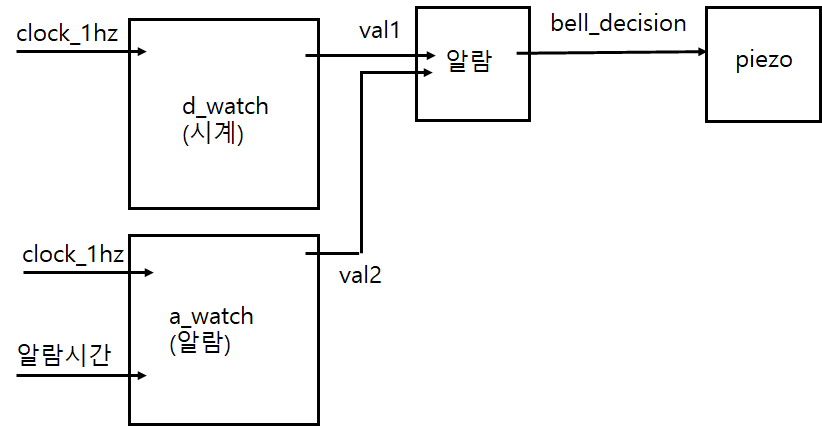 clock_1hz
d_watch
(시계)
val1
알람
bell_decision
piezo
clock_1hz
a_watch
(알람)
알람시간
val2